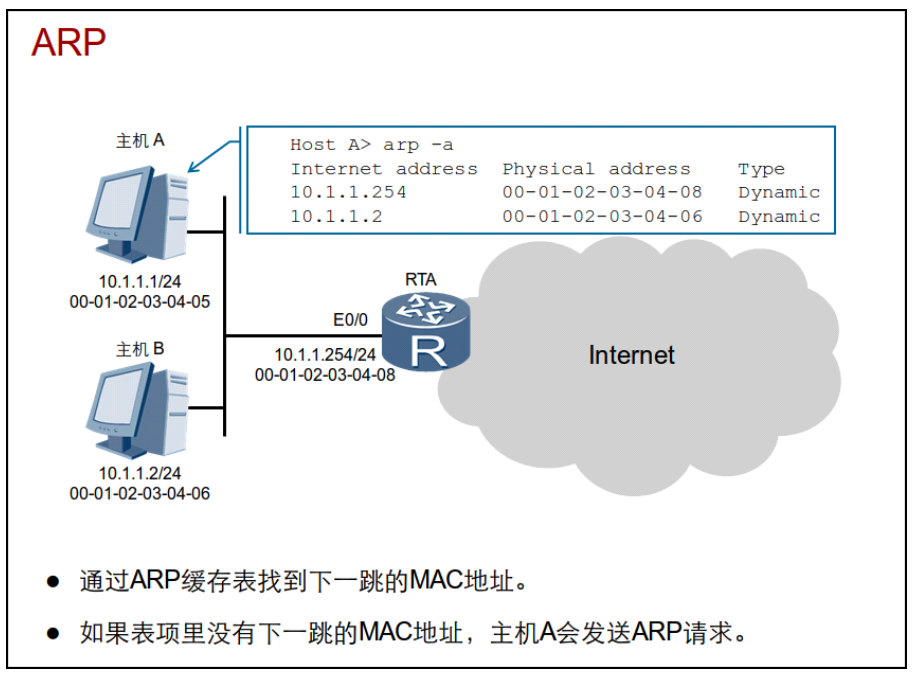 ARP
主机 A
Host A> arp -a
Internet address Physical address Type
10.1.1.254 00-01-02-03-04-08 Dynamic
10.1.1.2 00-01-02-03-04-06 Dynamic
10.1.1.1/24
00-01-02-03-04-05
RTA
E0/0
R
10.1.1.254/24
00-01-02-03-04-08
Internet
主机 B
10.1.1.2/24
00-01-02-03-04-06
● 通过ARP缓存表找到下一跳的MAC地址。
● 如果表项里没有下一跳的MAC地址，主机A会发送ARP请求。